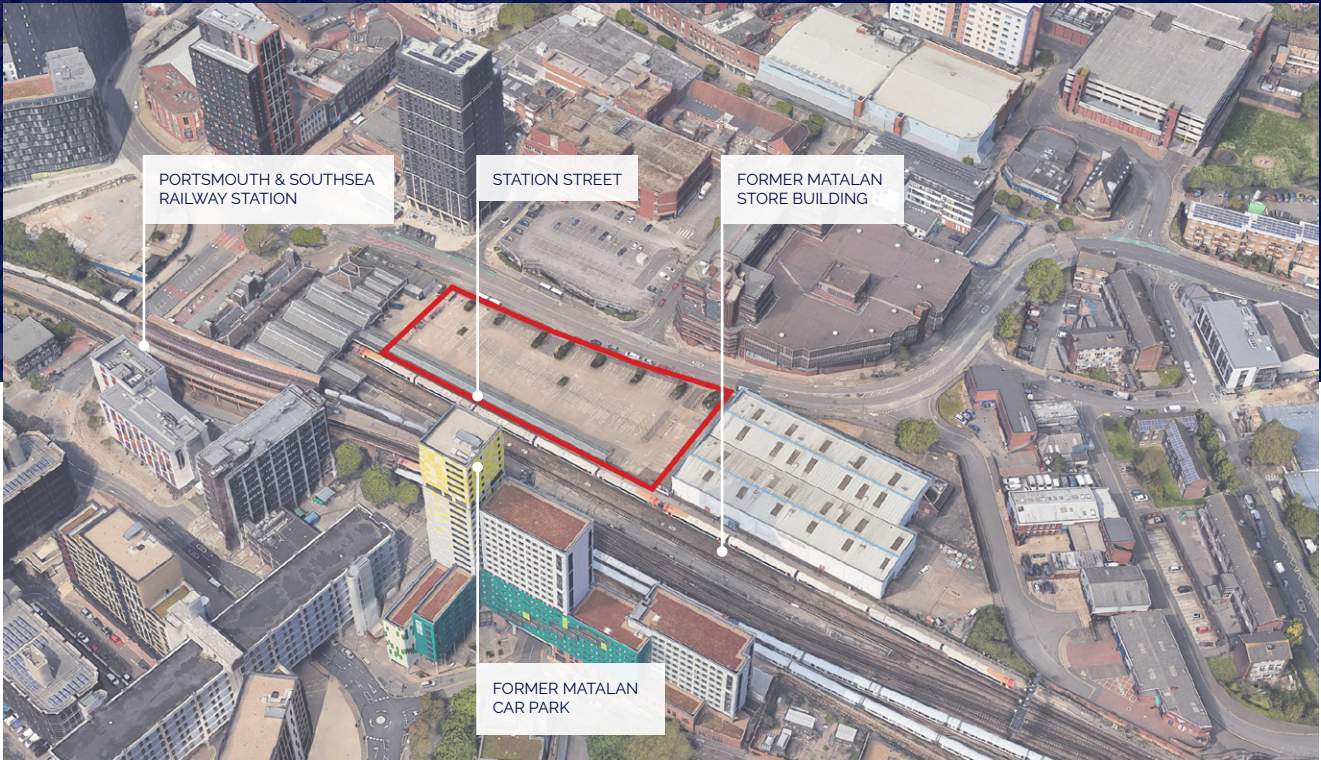 PORTSMOUTH & SOUTHSEA
RAILWAY STATION
STATION STREET
FORMER MATALAN
STORE BUILDING
FORMER MATALAN
CAR PARK